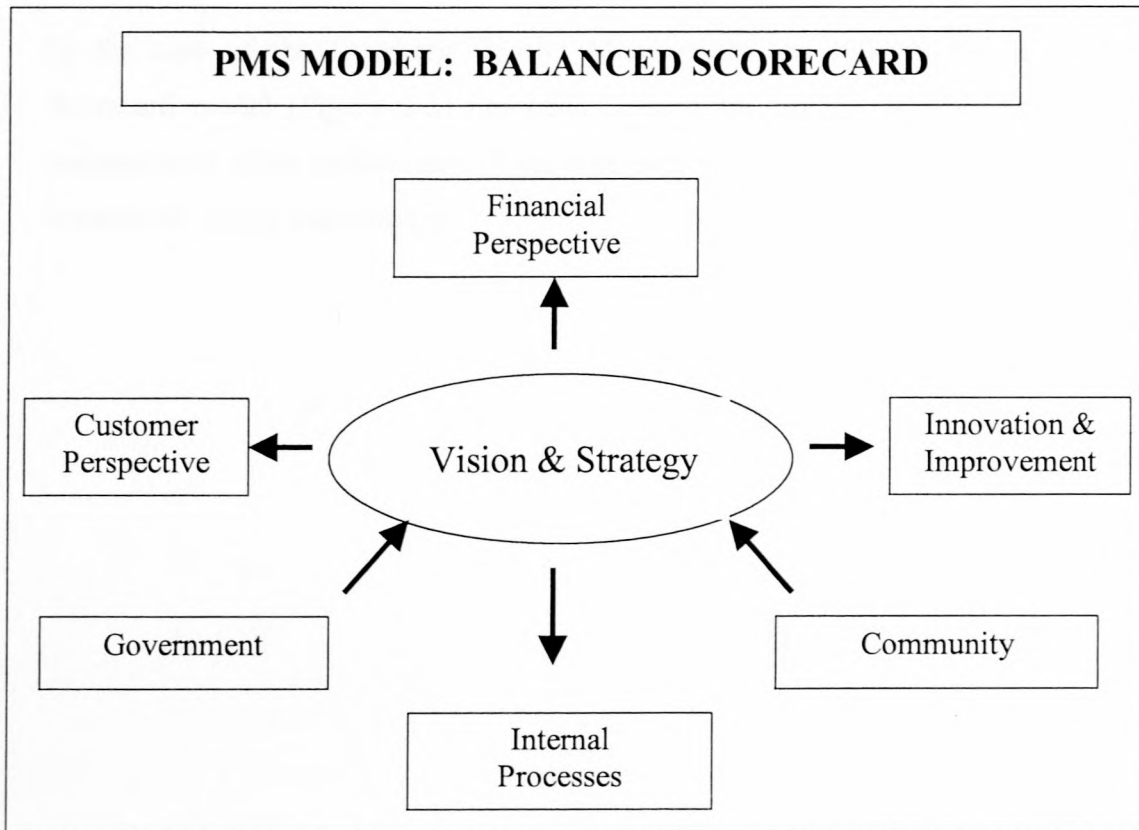 PMS MODEL: BALANCED SCORECARD
Financial
Perspective
Customer
Perspective
Vision & Strategy
Innovation &
Improvement
Government
Community
Internal
Processes